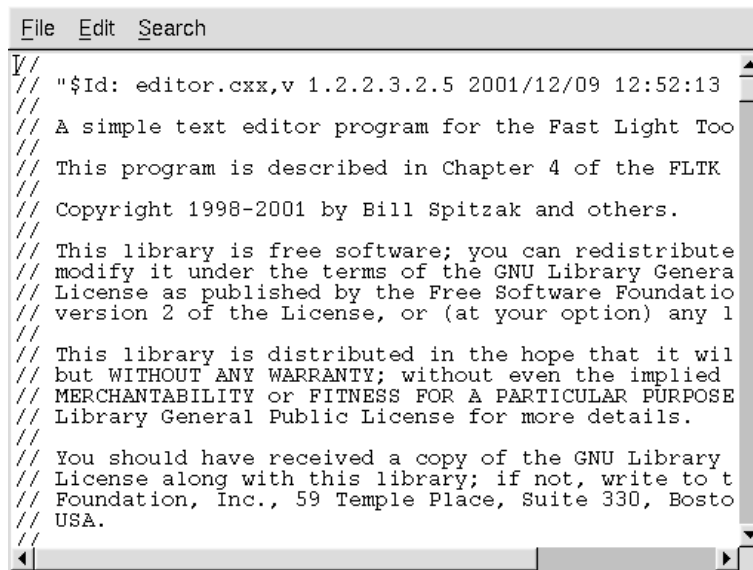 File Edit Search
//
// "$Id: editor.cxx,v 1.2.2.3.2.5 2001/12/09 12:52:13
//
// A simple text editor program for the Fast Light Too
//
// This program is described in Chapter 4 of the FLTK
//
// Copyright 1998-2001 by Bill Spitzak and others.
//
// This library is free software; you can redistribute
// modify it under the terms of the GNU Library Genera
// License as published by the Free Software Foundatio
// version 2 of the License, or (at your option) any l
//
// This library is distributed in the hope that it wil
// but WITHOUT ANY WARRANTY; without even the implied
// MERCHANTABILITY or FITNESS FOR A PARTICULAR PURPOSE
// Library General Public License for more details.
//
// You should have received a copy of the GNU Library
// License along with this library; if not, write to t
// Foundation, Inc., 59 Temple Place, Suite 330, Bosto
// USA.
//